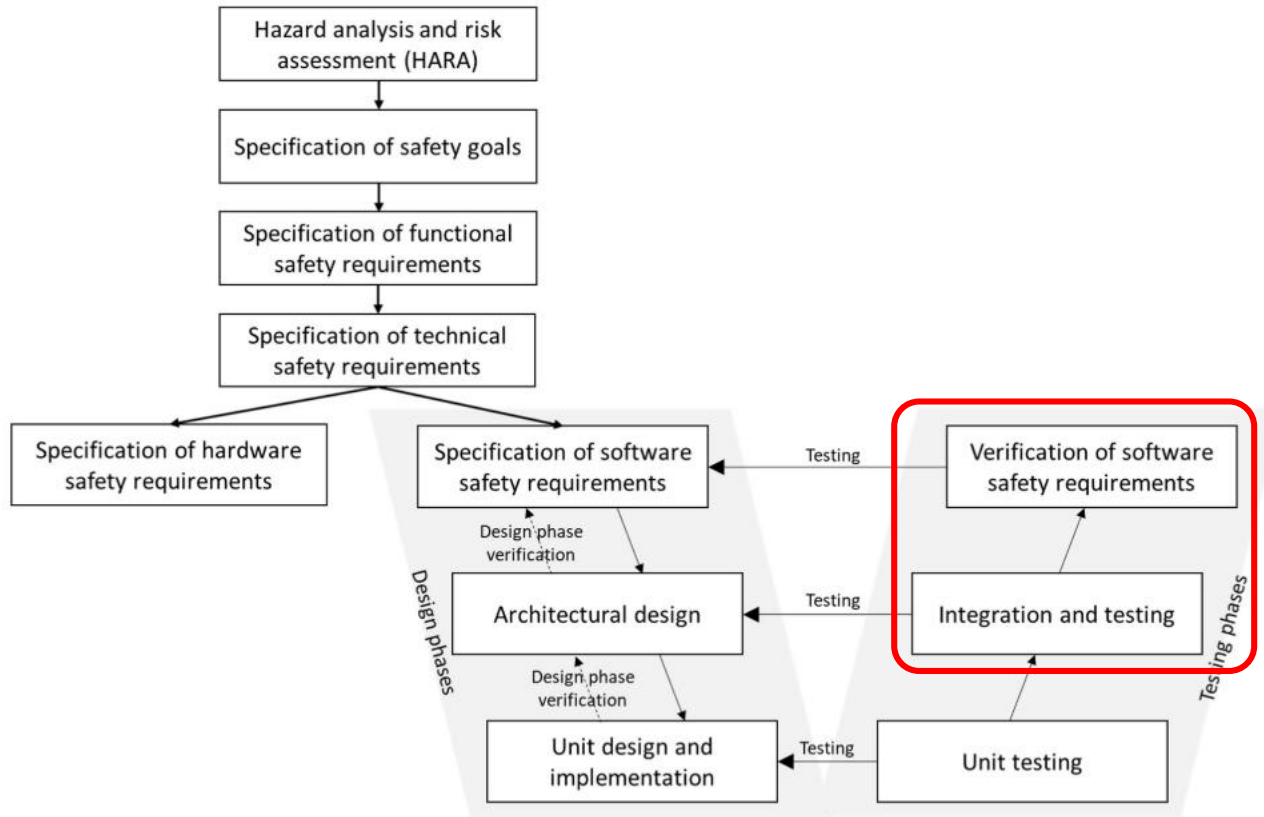 Hazard analysis and risk
assessment (HARA)
Specification of safety goals
Specification of functional
safety requirements
Specification of technical
safety requirements
Specification of hardware
safety requirements
Specification of software
safety requirements
Testing
Verification of software
safety requirements
Design phase
verification
Design phases
Architectural design
Testing
Integration and testing
Testing phases
Design phase
verification
Unit design and
implementation
Testing
Unit testing